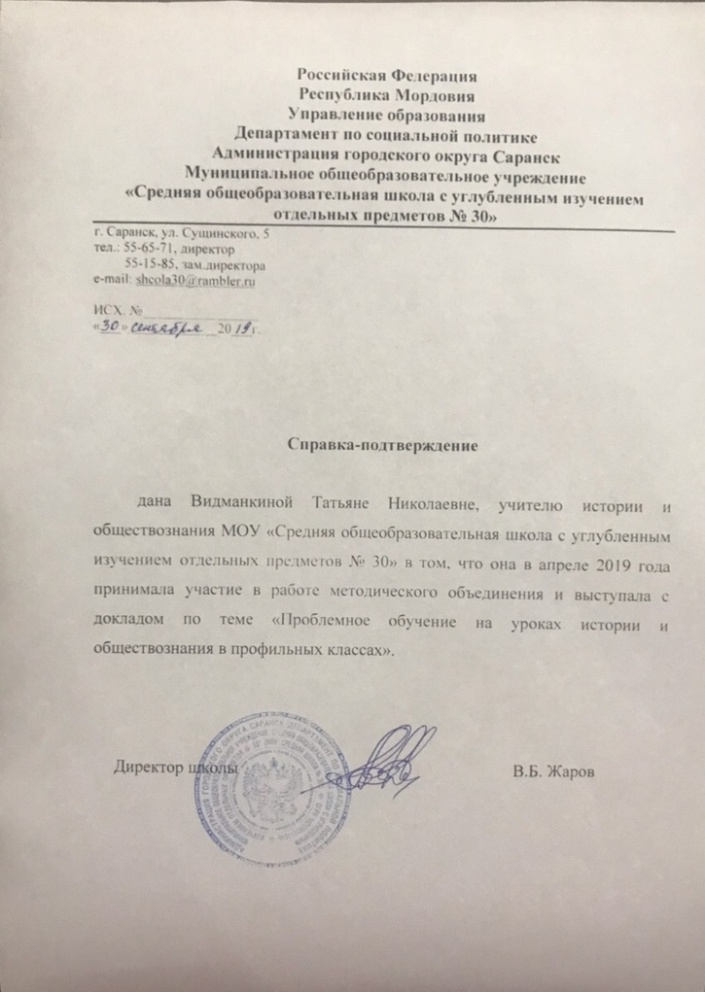 Российская Федерация
Республика Мордовия
Управление образования
Департамент по социальной политике
Администрация городского округа Саранск
Муниципальное общеобразовательное учреждение
«Средняя общеобразовательная школа с углубленным изучением
отдельных предметов № 30»
г. Саранск, ул. Сущинского, 5
тел.: 55-65-71, директор
55-15-85, зам.директора
e-mail: shcola30@rambler.ru
ИСХ. №
«30» сентября 2019г.
Справка-подтверждение
дана Видманкиной Татьяне Николаевне, учителю истории и
обществознания МОУ «Средняя общеобразовательная школа с углубленным
изучением отдельных предметов № 30» в том, что она в апреле 2019 года
принимала участие в работе методического объединения и выступала с
докладом по теме «Проблемное обучение на уроках истории и
обществознания в профильных классах».
Директор школы
В.Б. Жаров